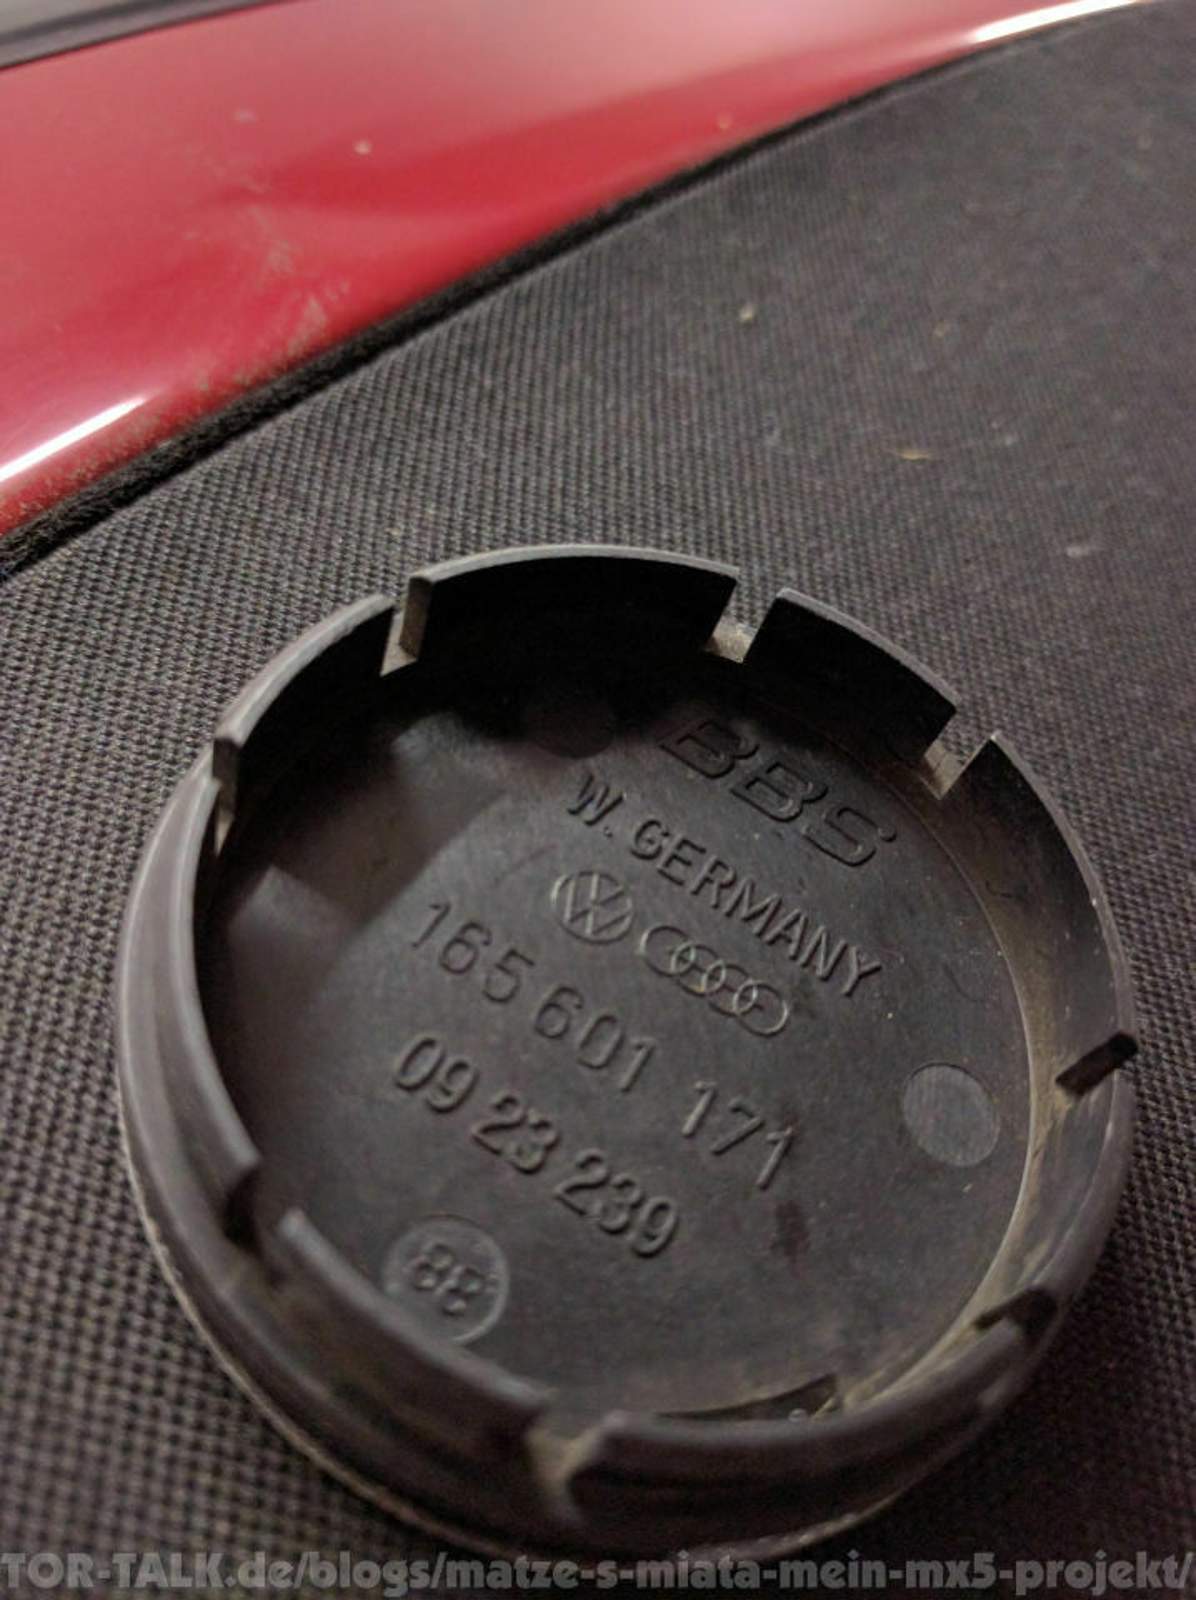 BBS
W. GERMANY
165 601 171
09 23 239
88
TOR-TALK.de/blogs/matze-s-miata-mein-mx5-projekt/